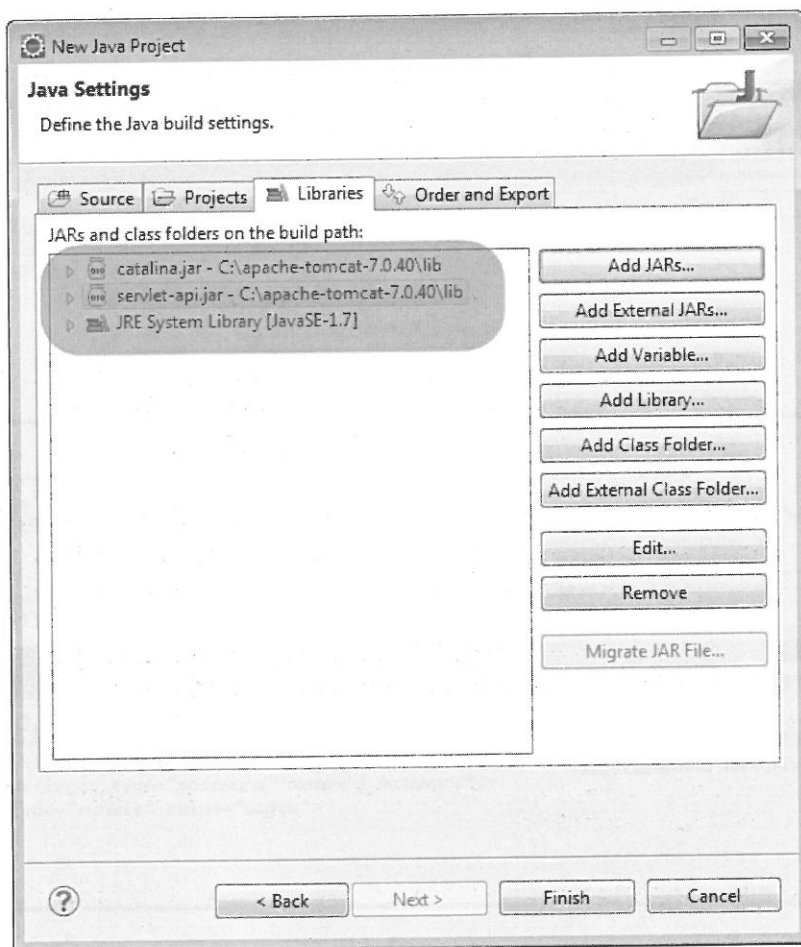 New Java Project
Java Settings
Define the Java build settings.
Source Projects Libraries Order and Export
JARs and class folders on the build path:
catalina.jar - C:\apache-tomcat-7.0.40\lib
servlet-api.jar - C:\apache-tomcat-7.0.40\lib
JRE System Library [JavaSE-1.7]
Add JARs...
Add External JARs...
Add Variable...
Add Library...
Add Class Folder...
Add External Class Folder...
Edit...
Remove
Migrate JAR File...
? < Back Next > Finish Cancel